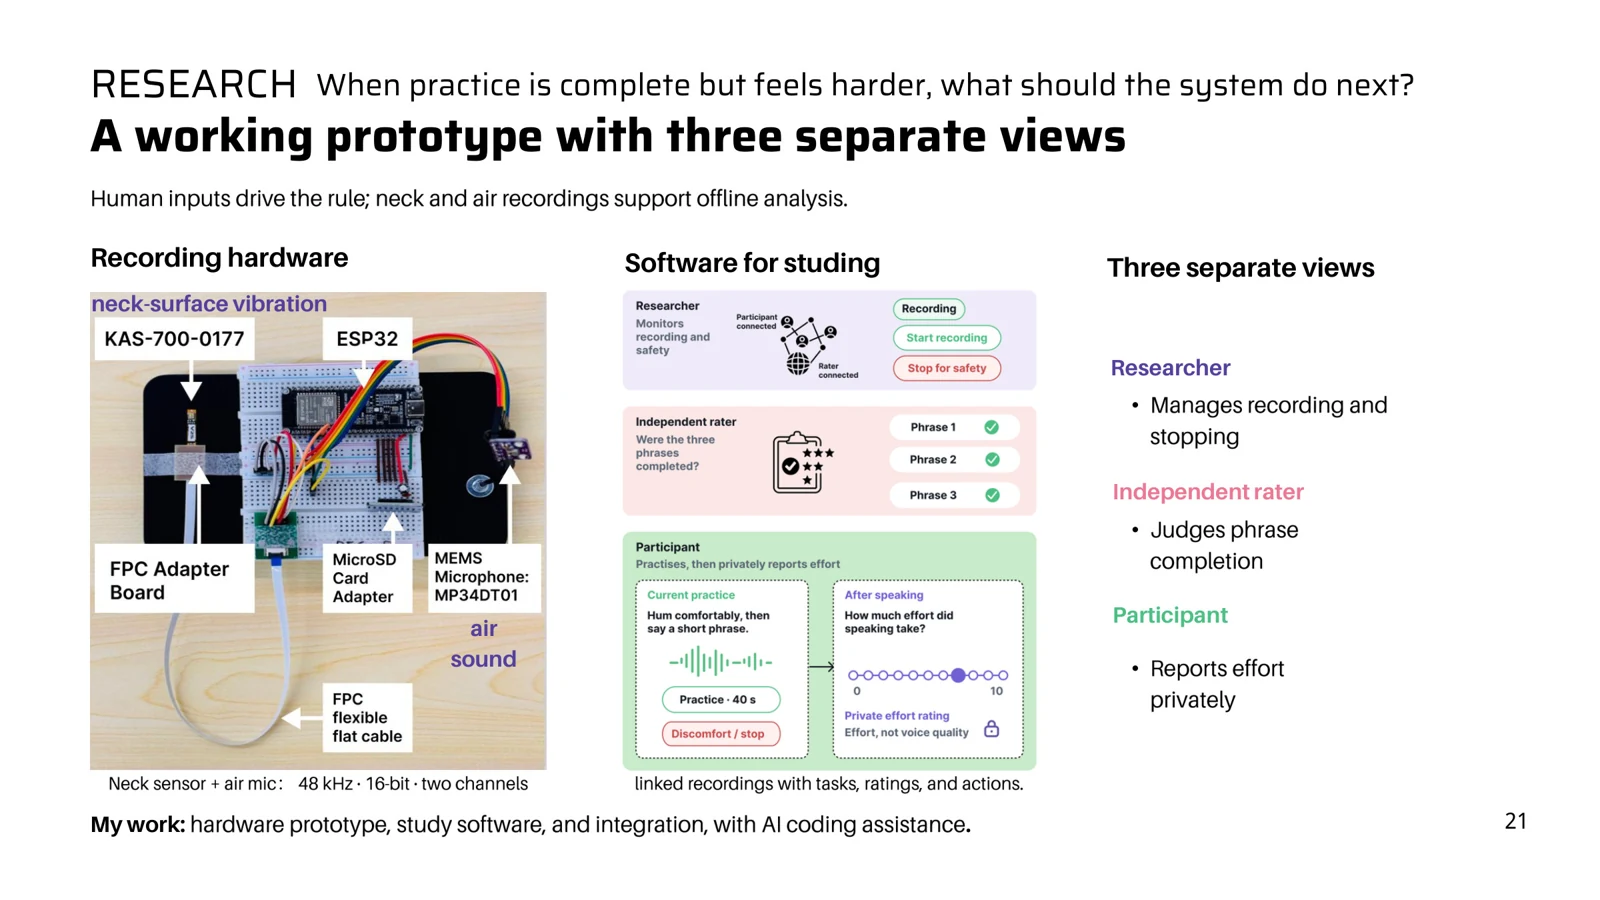 RESEARCH When practice is complete but feels harder, what should the system do next?
A working prototype with three separate views
Human inputs drive the rule; neck and air recordings support offline analysis.
Recording hardware
neck-surface vibration
KAS-700-0177
ESP32
FPC Adapter
Board
MicroSD
Card
Adapter
MEMS
Microphone:
MP34DT01
air
sound
FPC
flexible
flat cable
Neck sensor + air mic: 48 kHz · 16-bit · two channels
Software for studing
Researcher
Monitors
recording and
safety
Participant
connected
Rater
connected
Recording
Start recording
Stop for safety
Independent rater
Were the three
phrases
completed?
Phrase 1
Phrase 2
Phrase 3
Participant
Practises, then privately reports effort
Current practice
Hum comfortably, then
say a short phrase.
Practice · 40 s
Discomfort / stop
After speaking
How much effort did
speaking take?
0 10
Private effort rating
Effort, not voice quality
linked recordings with tasks, ratings, and actions.
Three separate views
Researcher
• Manages recording and
stopping
Independent rater
• Judges phrase
completion
Participant
• Reports effort
privately
My work: hardware prototype, study software, and integration, with AI coding assistance.
21